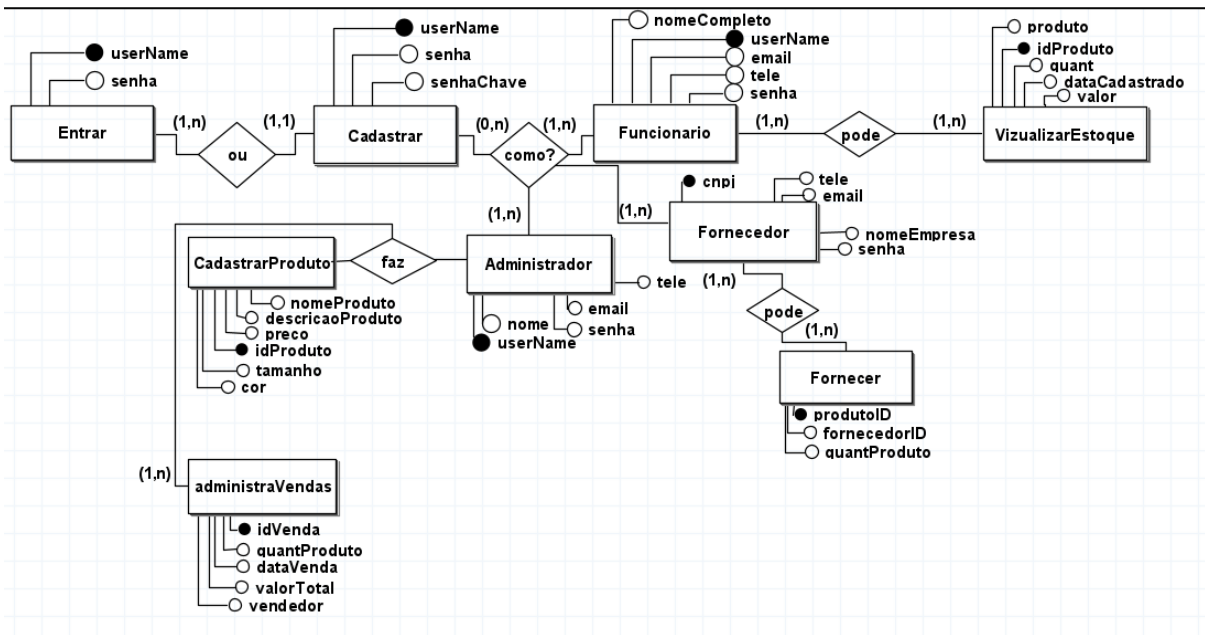 userName
senha
Entrar
(1,n)
ou
(1,1)
userName
senha
senhaChave
Cadastrar
(0,n)
como?
(1,n)
nomeCompleto
userName
email
tele
senha
Funcionario
(1,n)
pode
(1,n)
produto
idProduto
quant
dataCadastrado
valor
VizualizarEstoque
(1,n)
(1,n)
cnpj
tele
email
Fornecedor
nomeEmpresa
senha
(1,n)
pode
(1,n)
Fornecer
produtoID
fornecedorID
quantProduto
CadastrarProduto
faz
Administrador
tele
email
nome
senha
userName
nomeProduto
descricaoProduto
preco
idProduto
tamanho
cor
(1,n)
administraVendas
idVenda
quantProduto
dataVenda
valorTotal
vendedor